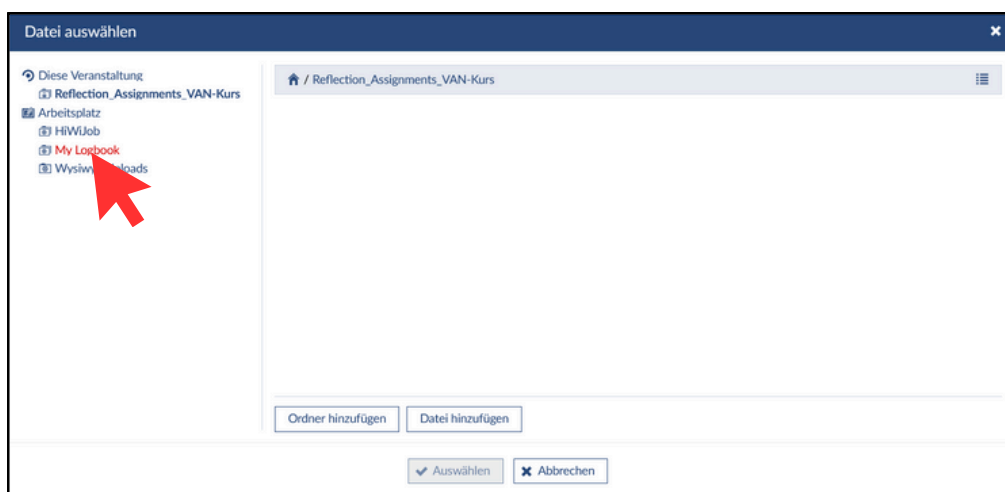 Datei auswählen
Diese Veranstaltung
Reflection_Assignments_VAN-Kurs
Arbeitsplatz
HiWiJob
My Logbook
/ Reflection_Assignments_VAN-Kurs
Ordner hinzufügen
Datei hinzufügen
Auswählen
Abbrechen